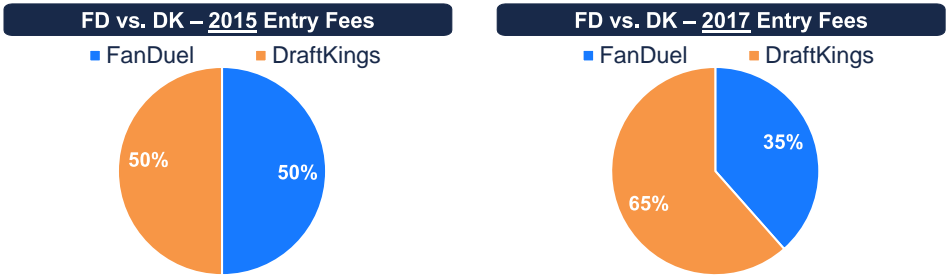 FD vs. DK – 2015 Entry Fees
FanDuel DraftKings
50%
50%
FD vs. DK – 2017 Entry Fees
FanDuel DraftKings
35%
65%